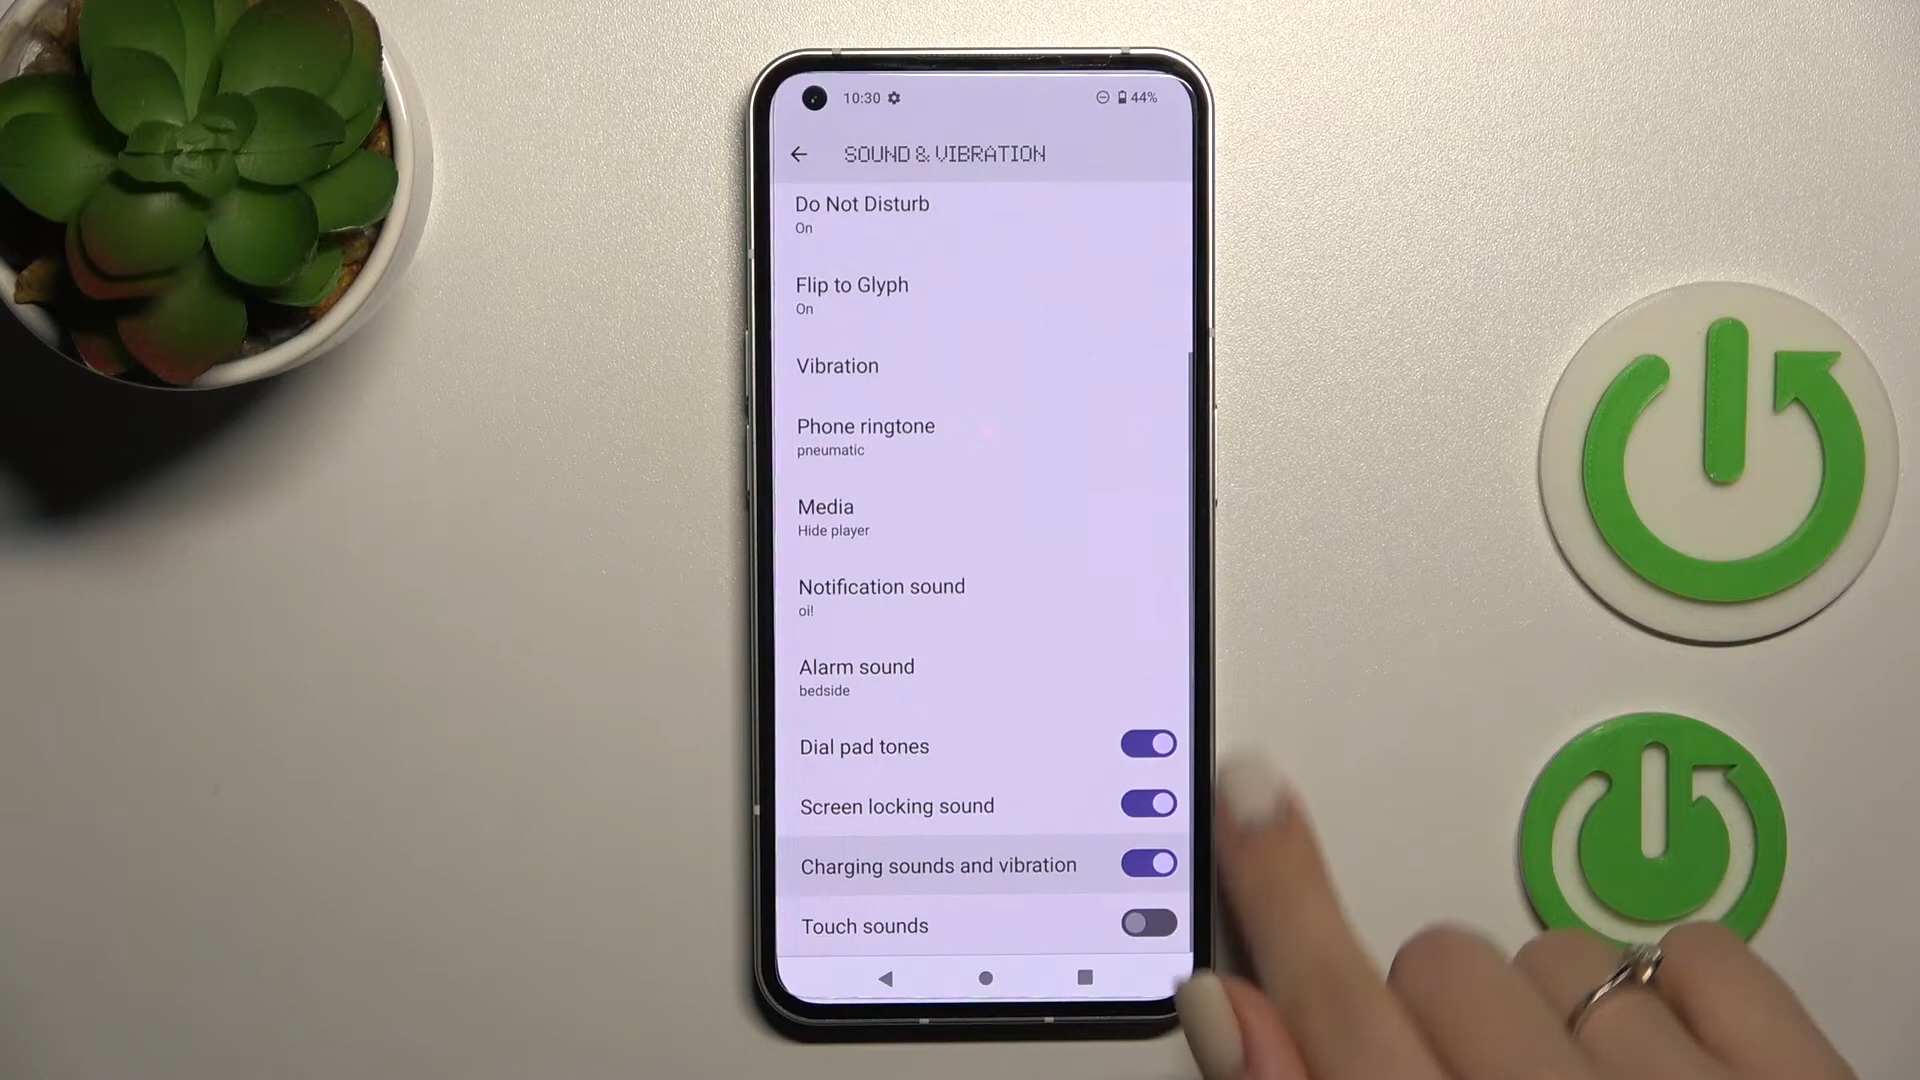 10:30
44%
SOUND & VIBRATION
Do Not Disturb
On
Flip to Glyph
On
Vibration
Phone ringtone
pneumatic
Media
Hide player
Notification sound
oi!
Alarm sound
bedside
Dial pad tones
Screen locking sound
Charging sounds and vibration
Touch sounds